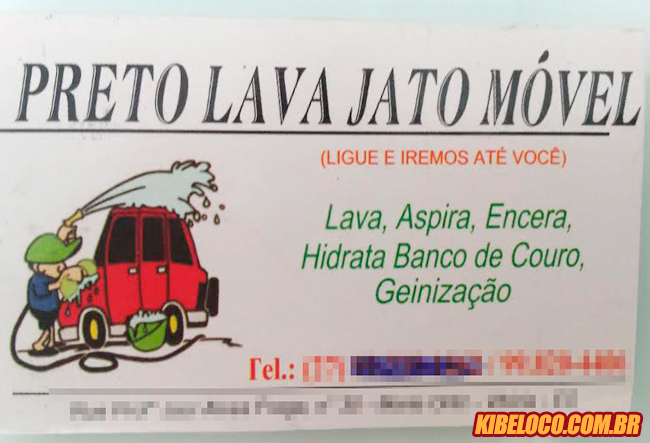 PRETO LAVA JATO MÓVEL
(LIGUE E IREMOS ATÉ VOCÊ)
Lava, Aspira, Encera,
Hidrata Banco de Couro,
Geinização
Tel.:
KIBELOCO.COM.BR